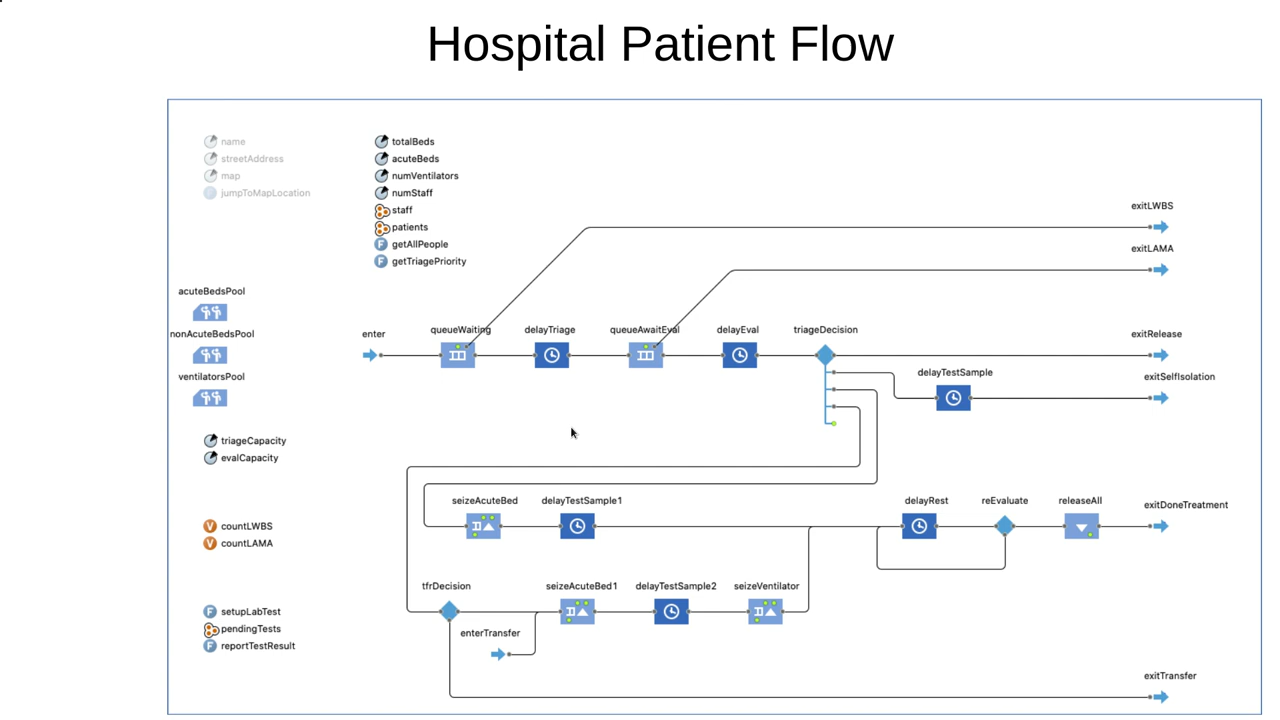 Hospital Patient Flow
name
streetAddress
map
jumpToMapLocation
totalBeds
acuteBeds
numVentilators
numStaff
staff
patients
getAllPeople
getTriagePriority
exitLWBS
exitLAMA
acuteBedsPool
nonAcuteBedsPool
ventilatorsPool
enter
queueWaiting
delayTriage
queueAwaitEval
delayEval
triageDecision
exitRelease
delayTestSample
exitSelfIsolation
triageCapacity
evalCapacity
seizeAcuteBed
delayTestSample1
delayRest
reEvaluate
releaseAll
exitDoneTreatment
V countLWBS
V countLAMA
tfrDecision
seizeAcuteBed1
delayTestSample2
seizeVentilator
F setupLabTest
pendingTests
F reportTestResult
enterTransfer
exitTransfer